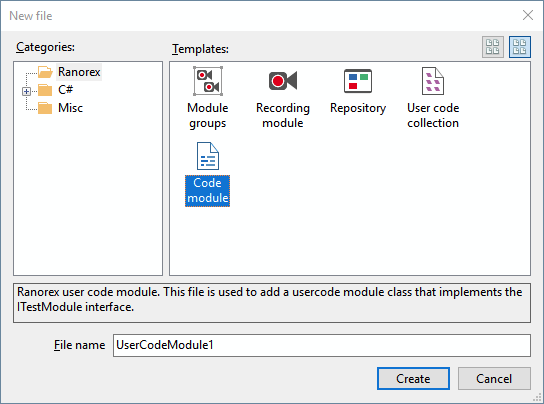 New file
Categories:
Templates:
Ranorex
C#
Misc
Module
groups
Recording
module
Repository
User code
collection
Code
module
Ranorex user code module. This file is used to add a usercode module class that implements the
ITestModule interface.
File name
UserCodeModule1
Create
Cancel